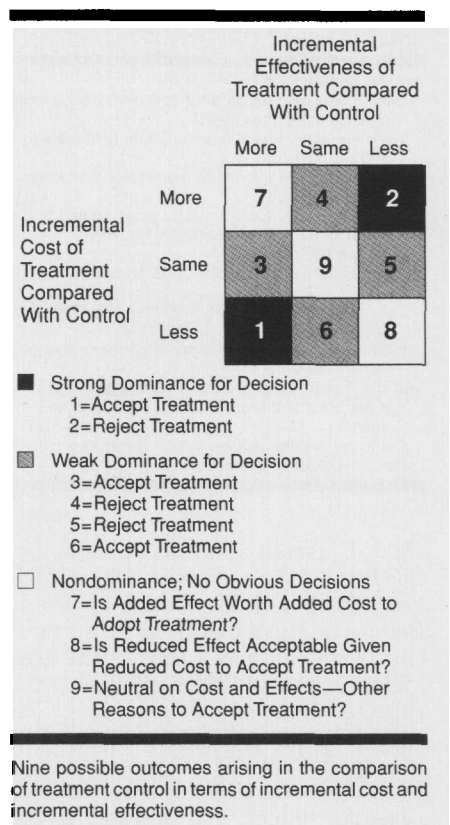 Incremental
Effectiveness of
Treatment Compared
With Control
More Same Less
Incremental
Cost of
Treatment
Compared
With Control
More 7 4 2
Same 3 9 5
Less 1 6 8
Strong Dominance for Decision
1=Accept Treatment
2=Reject Treatment
Weak Dominance for Decision
3=Accept Treatment
4=Reject Treatment
5=Reject Treatment
6=Accept Treatment
Nondominance; No Obvious Decisions
7=Is Added Effect Worth Added Cost to
Adopt Treatment?
8=Is Reduced Effect Acceptable Given
Reduced Cost to Accept Treatment?
9=Neutral on Cost and Effects—Other
Reasons to Accept Treatment?
Nine possible outcomes arising in the comparison
of treatment control in terms of incremental cost and
incremental effectiveness.